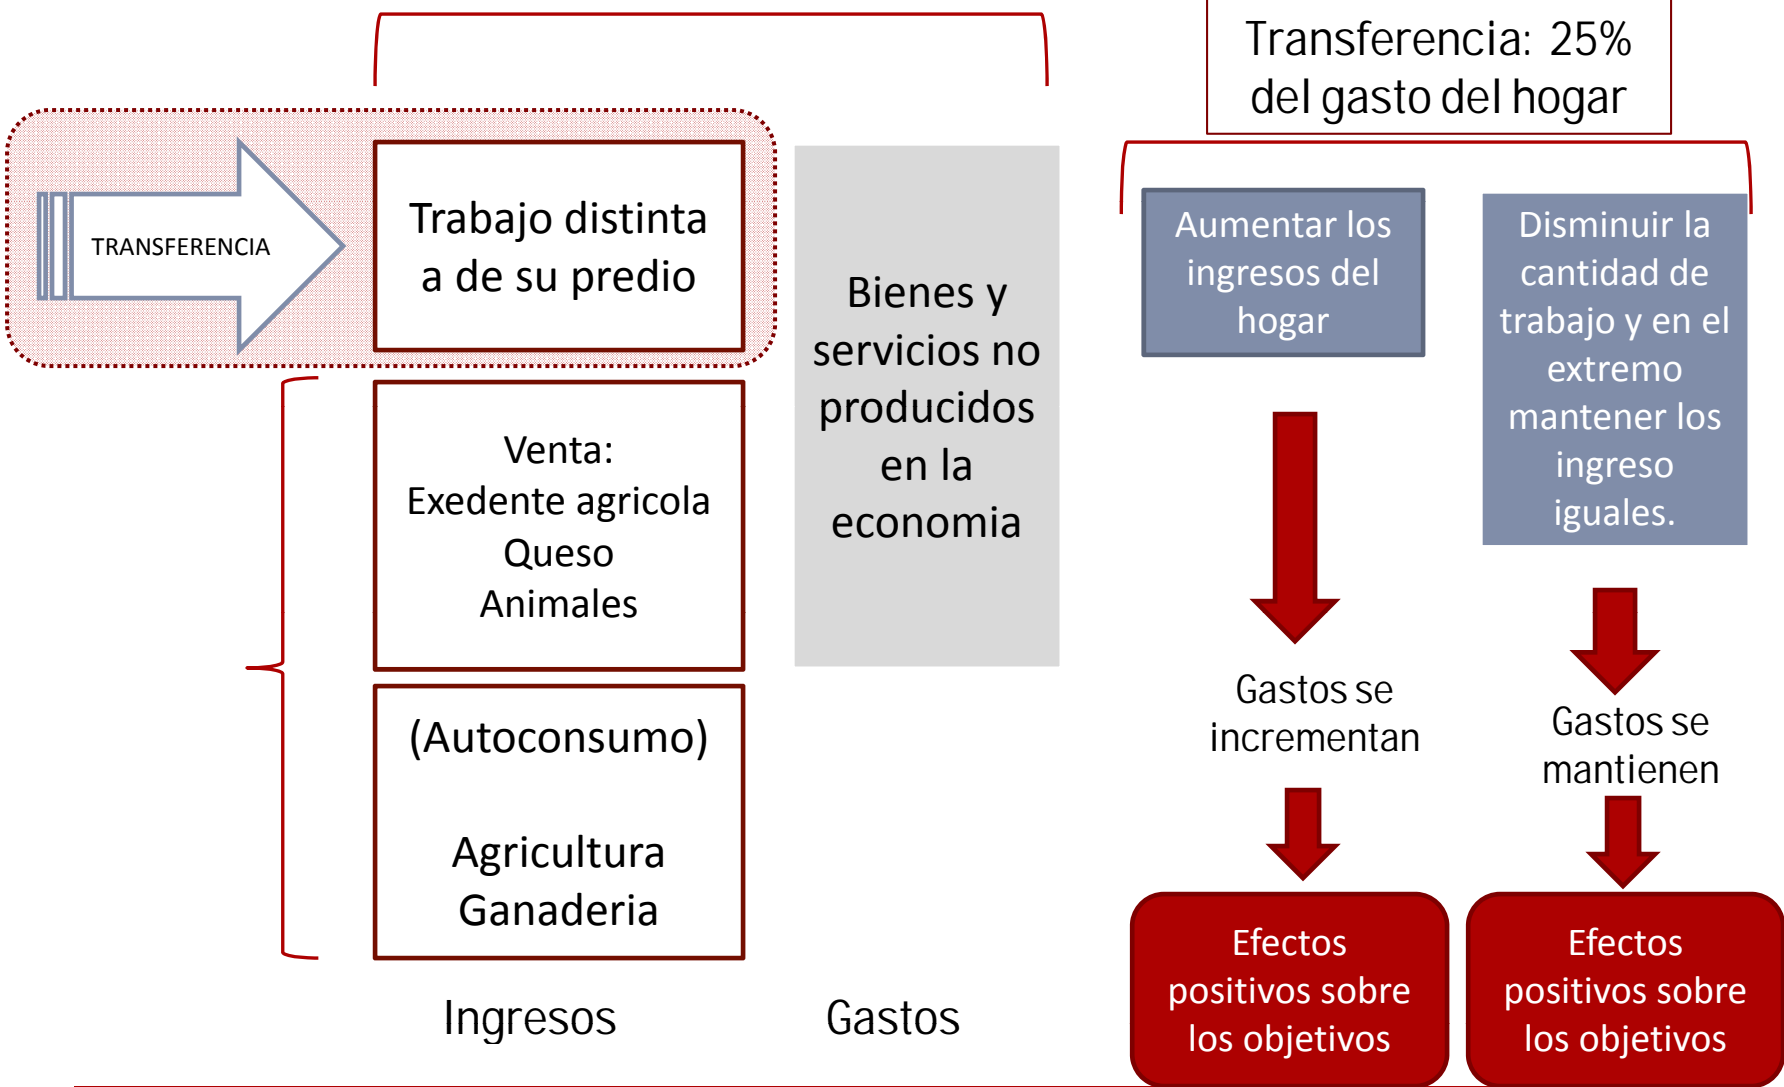 Transferencia: 25%
del gasto del hogar
TRANSFERENCIA
Trabajo distinta
a de su predio
Venta:
Exedente agricola
Queso
Animales
(Autoconsumo)
Agricultura
Ganaderia
Ingresos
Bienes y
servicios no
producidos
en la
economia
Gastos
Aumentar los
ingresos del
hogar
Gastos se
incrementan
Efectos
positivos sobre
los objetivos
Disminuir la
cantidad de
trabajo y en el
extremo
mantener los
ingreso
iguales.
Gastos se
mantienen
Efectos
positivos sobre
los objetivos